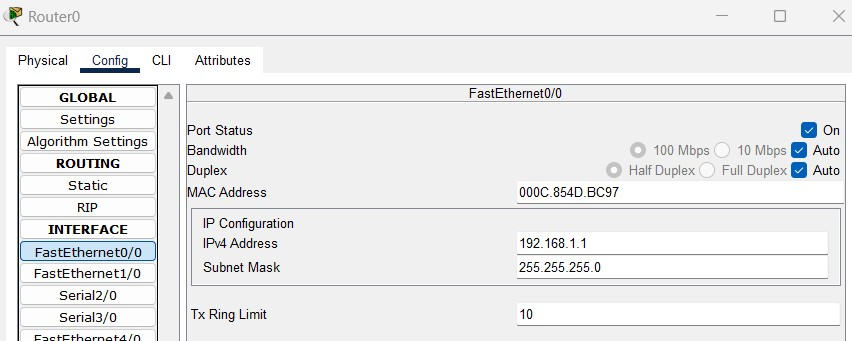 Router0
Physical Config CLI Attributes
GLOBAL
Settings
Algorithm Settings
ROUTING
Static
RIP
INTERFACE
FastEthernet0/0
FastEthernet1/0
Serial2/0
Serial3/0
FastEthernet4/0
FastEthernet0/0
Port Status On
Bandwidth 100 Mbps 10 Mbps Auto
Duplex Half Duplex Full Duplex Auto
MAC Address 000C.854D.BC97
IP Configuration
IPv4 Address 192.168.1.1
Subnet Mask 255.255.255.0
Tx Ring Limit 10